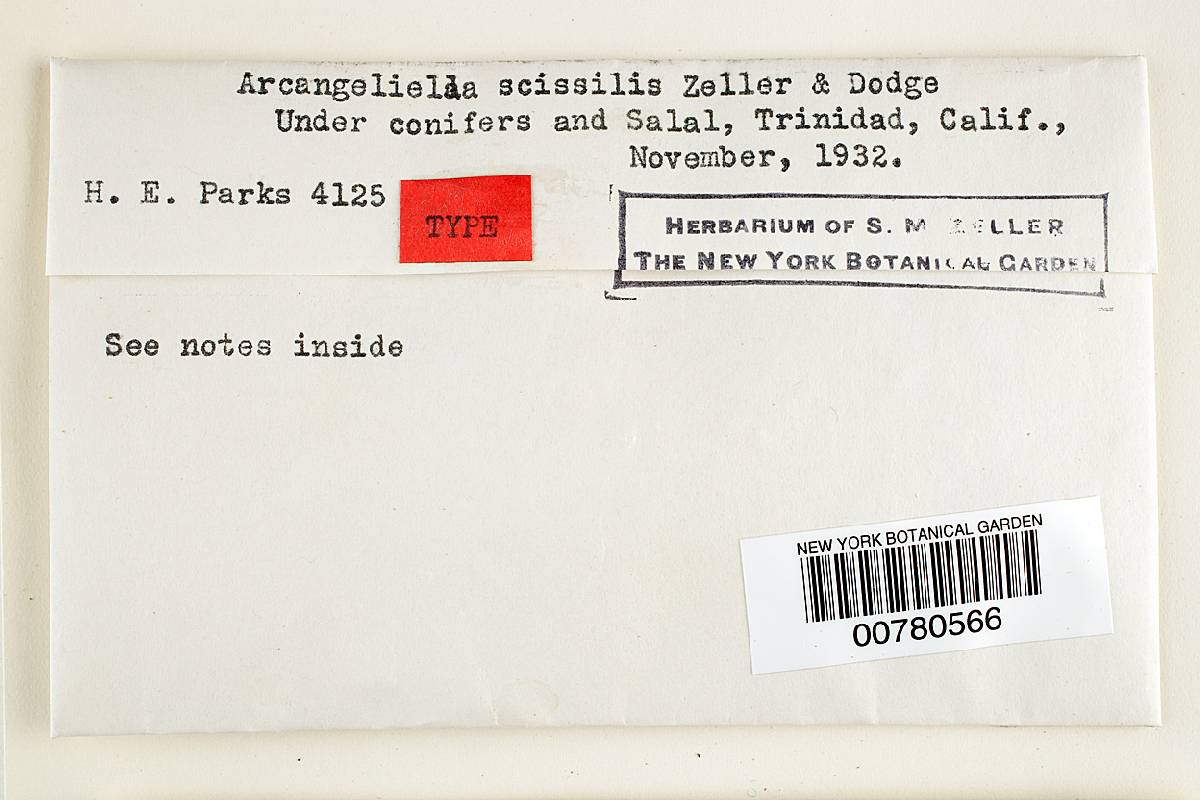 Arcangeliella scissilis Zeller & Dodge
Under conifers and Salal, Trinidad, Calif.,
November, 1932.
H. E. Parks 4125
TYPE
HERBARIUM OF S. M ZELLER
THE NEW YORK BOTANICAL GARDEN
See notes inside
NEW YORK BOTANICAL GARDEN
00780566